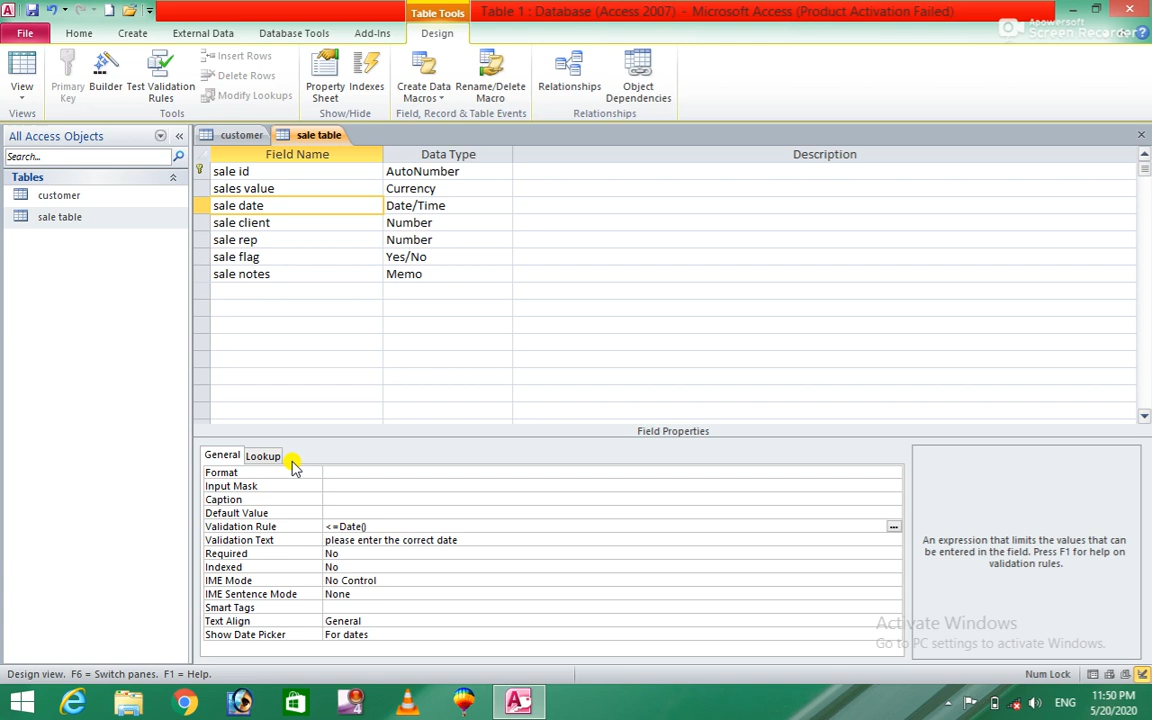 Table Tools
Table 1 : Database (Access 2007) - Microsoft Access (Product Activation Failed)
File Home Create External Data Database Tools Add-Ins Design
Apowersoft
Screen Recorder
View
Primary Key
Builder
Test Validation Rules
Insert Rows
Delete Rows
Modify Lookups
Property Sheet
Indexes
Create Data Macros
Rename/Delete Macro
Relationships
Object Dependencies
Views Tools Show/Hide Field, Record & Table Events Relationships
All Access Objects
Search...
Tables
customer
sale table
customer sale table
Field Name Data Type Description
sale id AutoNumber
sales value Currency
sale date Date/Time
sale client Number
sale rep Number
sale flag Yes/No
sale notes Memo
Field Properties
General Lookup
Format
Input Mask
Caption
Default Value
Validation Rule <=Date()
Validation Text please enter the correct date
Required No
Indexed No
IME Mode No Control
IME Sentence Mode None
Smart Tags
Text Align General
Show Date Picker For dates
An expression that limits the values that can
be entered in the field. Press F1 for help on
validation rules.
Activate Windows
Go to PC settings to activate Windows.
Design view. F6 = Switch panes. F1 = Help.
Num Lock
ENG
11:50 PM
5/20/2020